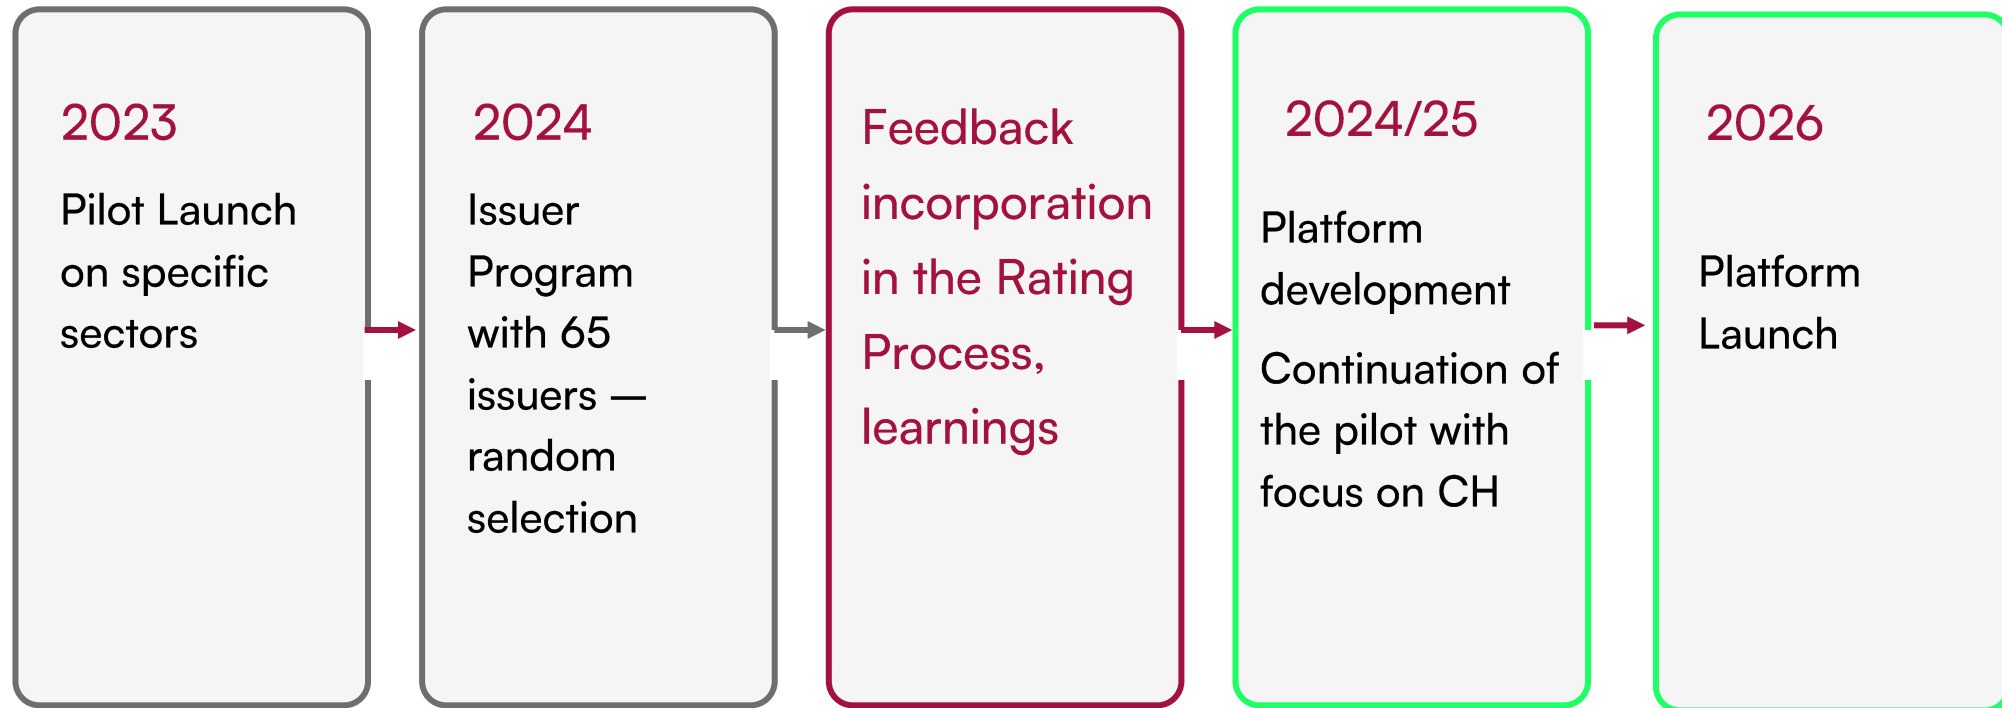 2023
Pilot Launch
on specific
sectors
2024
Issuer
Program
with 65
issuers —
random
selection
Feedback
incorporation
in the Rating
Process,
learnings
2024/25
Platform
development
Continuation of
the pilot with
focus on CH
2026
Platform
Launch